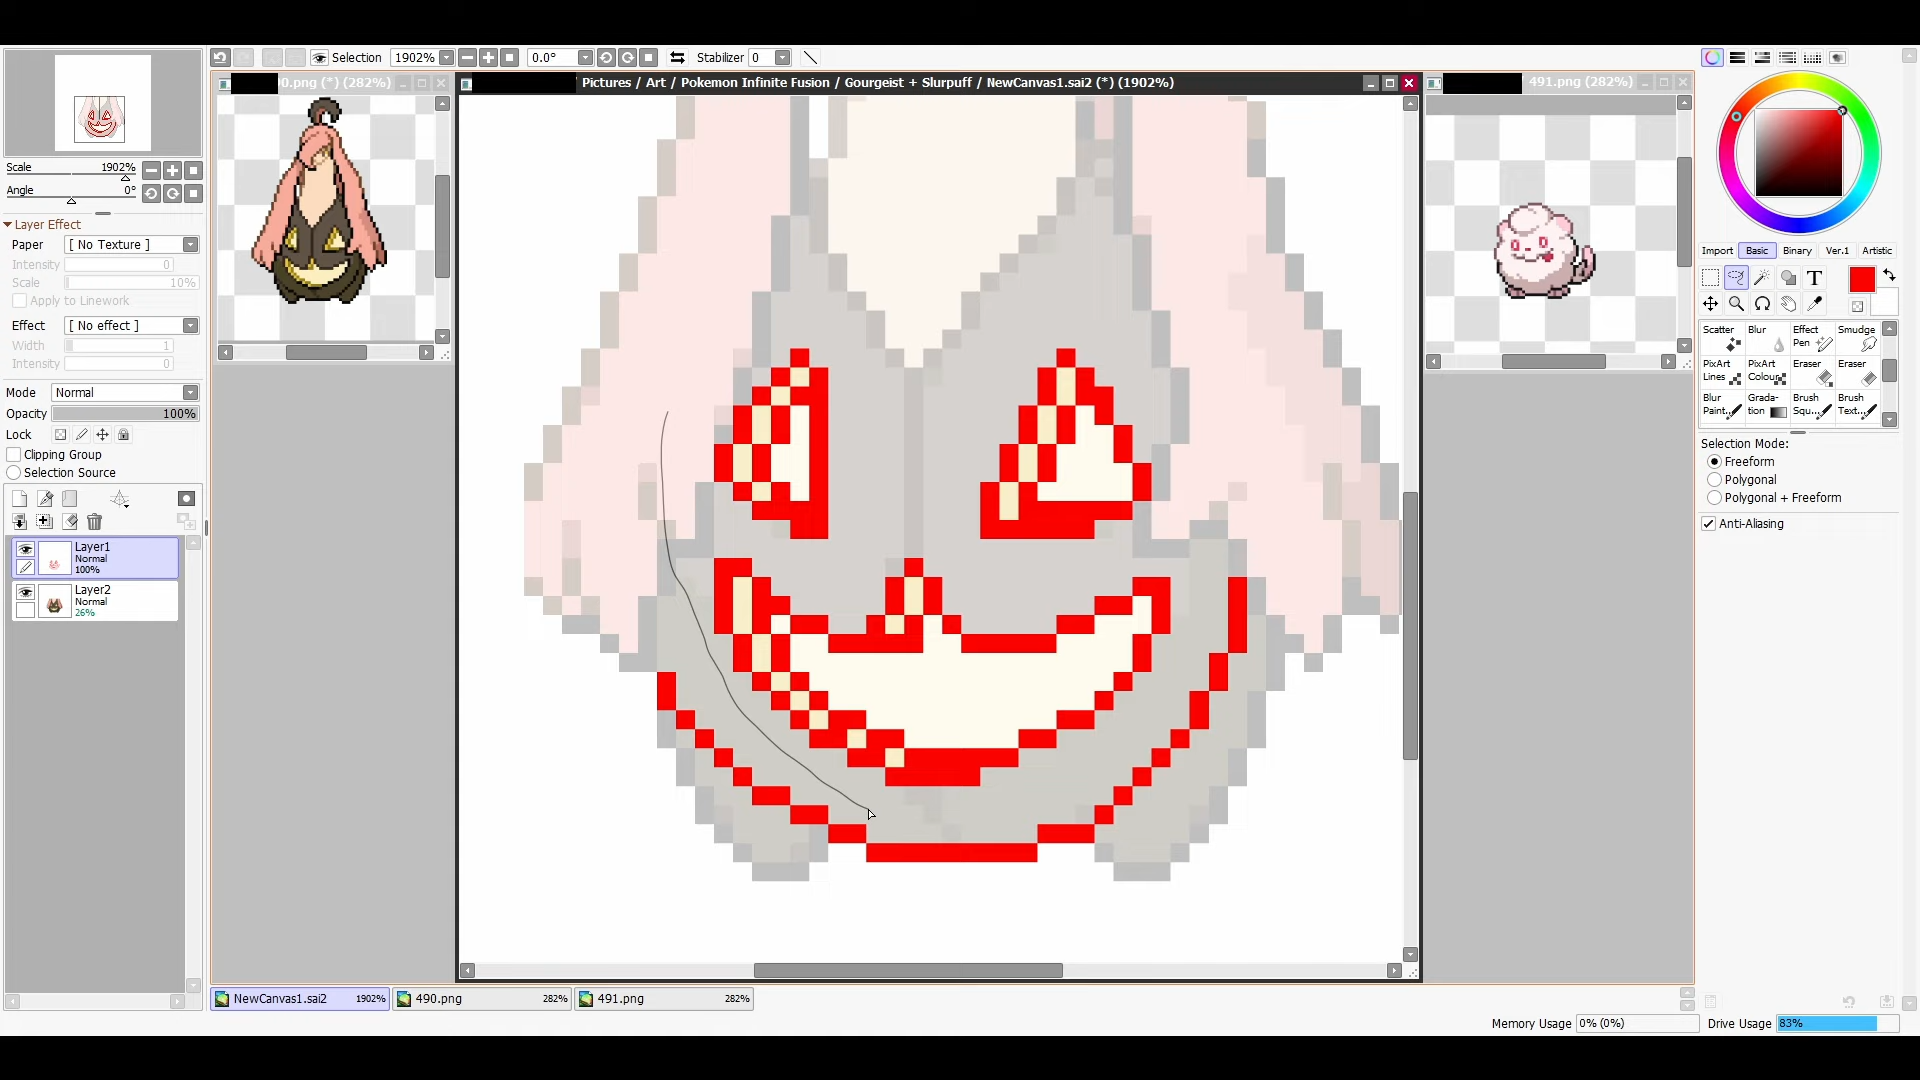 Selection
1902%
0.0°
Stabilizer
0
0.png (*) (282%)
Pictures / Art / Pokemon Infinite Fusion / Gourgeist + Slurpuff / NewCanvas1.sai2 (*) (1902%)
491.png (282%)
Scale
1902%
Angle
0°
Layer Effect
Paper
[ No Texture ]
Intensity
0
Scale
10%
Apply to Linework
Effect
[ No effect ]
Width
1
Intensity
0
Mode
Normal
Opacity
100%
Lock
Clipping Group
Selection Source
Layer1
Normal
100%
Layer2
Normal
26%
Import
Basic
Binary
Ver.1
Artistic
T
Scatter
Blur
Effect
Pen
Smudge
PixArt
Lines
PixArt
Colour
Eraser
Eraser
Blur
Paint..
Grada-
tion
Brush
Squ..
Brush
Text..
Selection Mode:
Freeform
Polygonal
Polygonal + Freeform
Anti-Aliasing
NewCanvas1.sai2
1902%
490.png
282%
491.png
282%
Memory Usage
0% (0%)
Drive Usage
83%